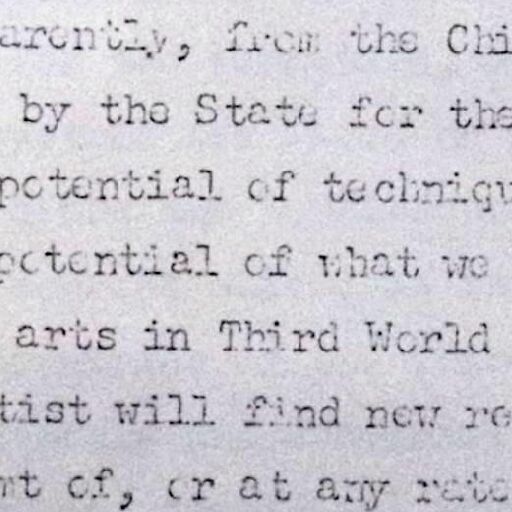 arently, from the Chi
by the State for the
potential of techniqu
potential of what we
arts in Third World
tist will find new re
nt of, or at any rate